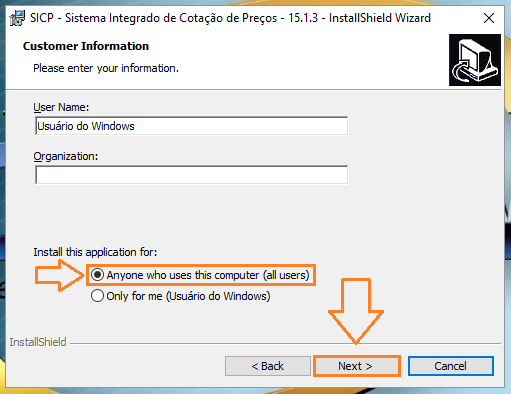 SICP - Sistema Integrado de Cotação de Preços - 15.1.3 - InstallShield Wizard
Customer Information
Please enter your information.
User Name:
Usuário do Windows
Organization:
Install this application for:
Anyone who uses this computer (all users)
Only for me (Usuário do Windows)
InstallShield
< Back
Next >
Cancel